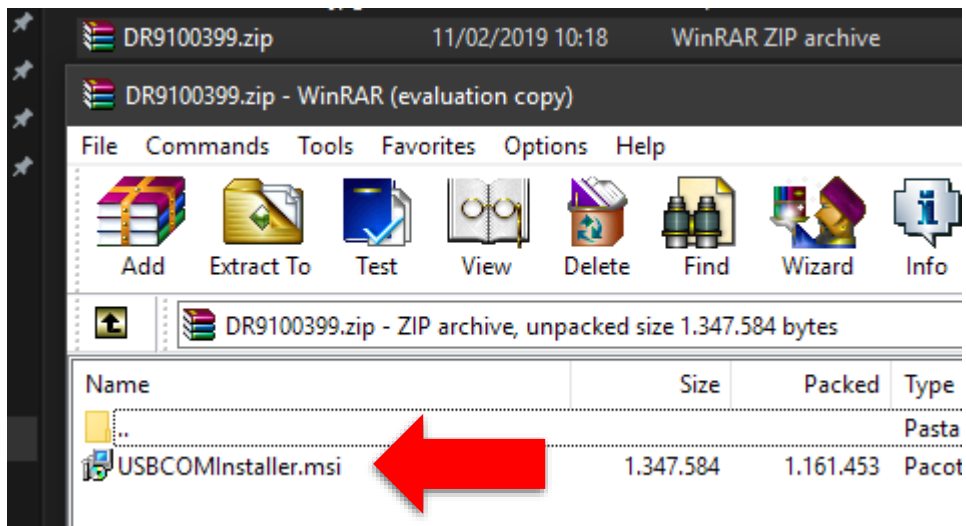 DR9100399.zip 11/02/2019 10:18 WinRAR ZIP archive
DR9100399.zip - WinRAR (evaluation copy)
File Commands Tools Favorites Options Help
Add Extract To Test View Delete Find Wizard Info
DR9100399.zip - ZIP archive, unpacked size 1.347.584 bytes
Name Size Packed Type
.. Pasta
USBCOMInstaller.msi 1.347.584 1.161.453 Pacot